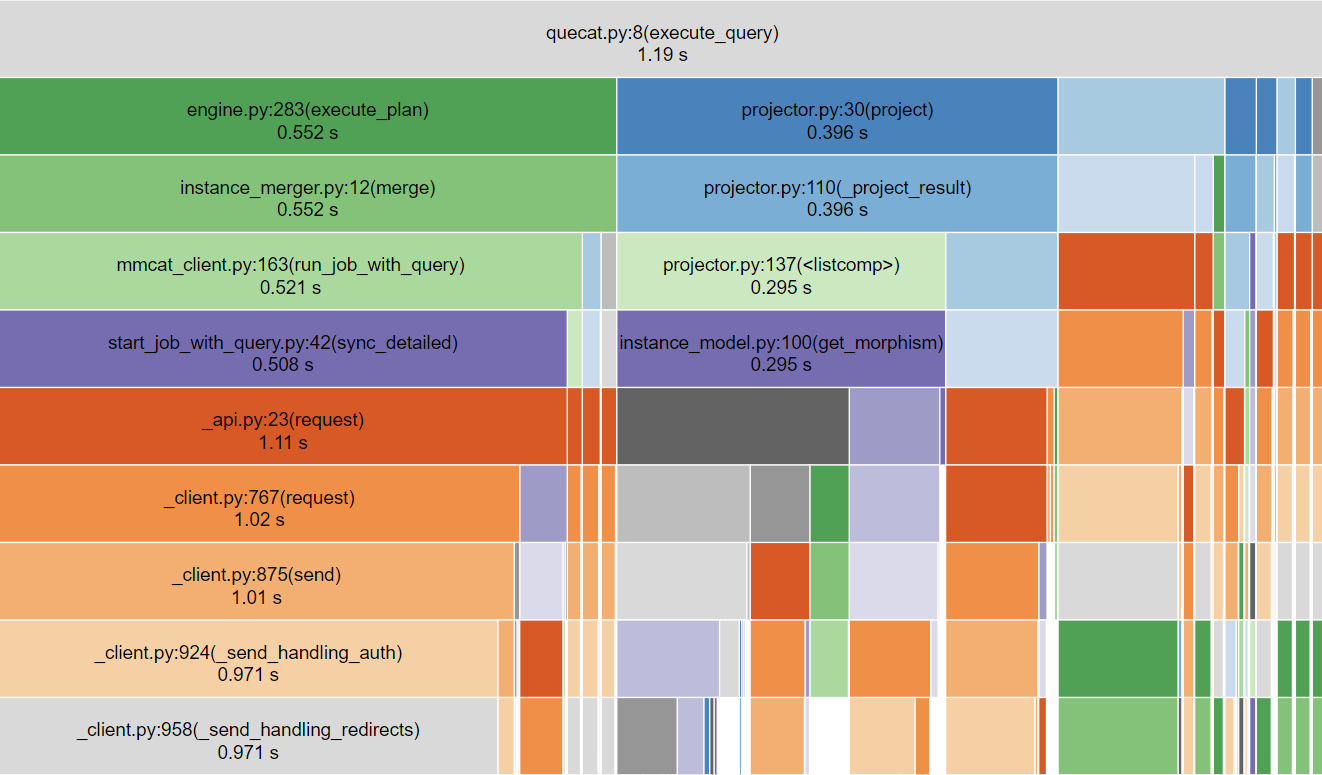 quecat.py:8(execute_query)
1.19 s
engine.py:283(execute_plan)
0.552 s
projector.py:30(project)
0.396 s
instance_merger.py:12(merge)
0.552 s
projector.py:110(_project_result)
0.396 s
mmcat_client.py:163(run_job_with_query)
0.521 s
projector.py:137(<listcomp>)
0.295 s
start_job_with_query.py:42(sync_detailed)
0.508 s
instance_model.py:100(get_morphism)
0.295 s
_api.py:23(request)
1.11 s
_client.py:767(request)
1.02 s
_client.py:875(send)
1.01 s
_client.py:924(_send_handling_auth)
0.971 s
_client.py:958(_send_handling_redirects)
0.971 s